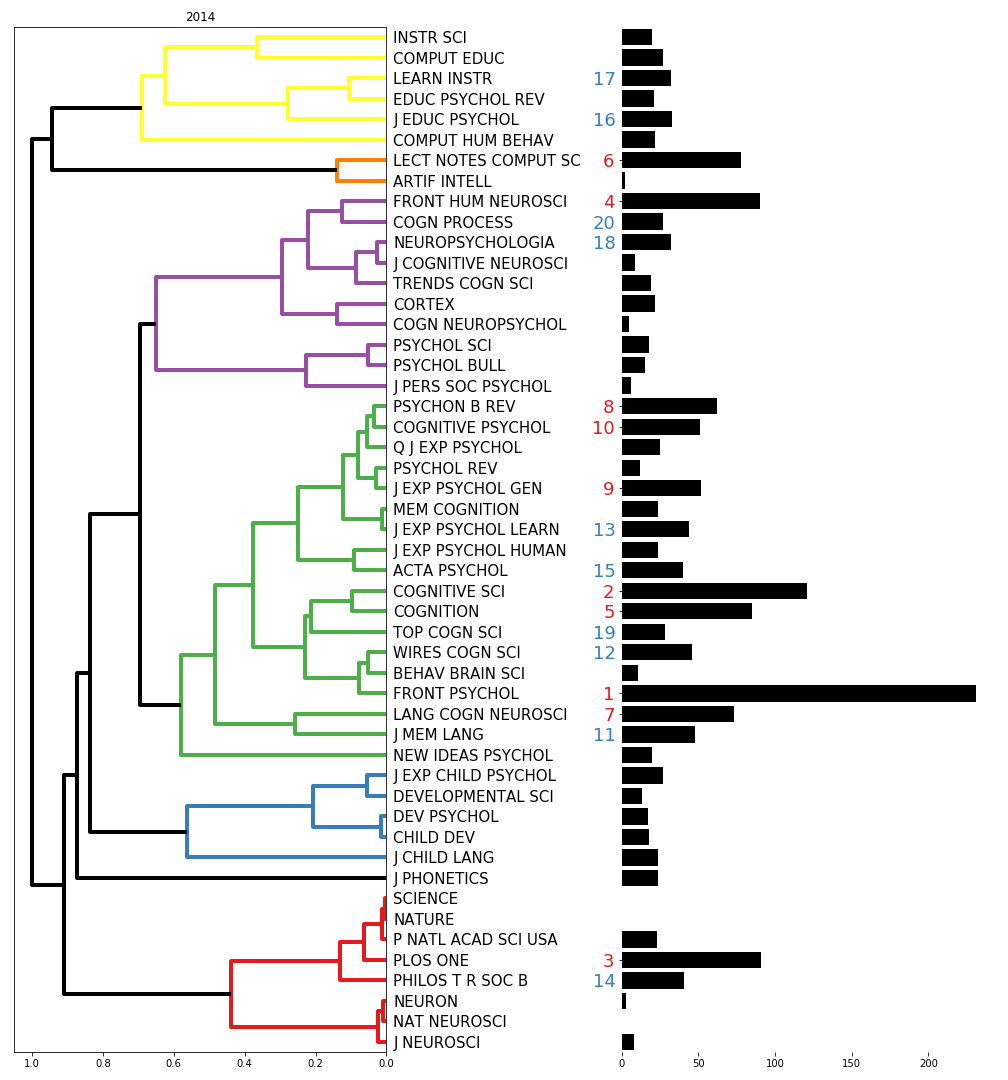 2014
INSTR SCI
COMPUT EDUC
LEARN INSTR 17
EDUC PSYCHOL REV
J EDUC PSYCHOL 16
COMPUT HUM BEHAV
LECT NOTES COMPUT SC 6
ARTIF INTELL
FRONT HUM NEUROSCI 4
COGN PROCESS 20
NEUROPSYCHOLOGIA 18
J COGNITIVE NEUROSCI
TRENDS COGN SCI
CORTEX
COGN NEUROPSYCHOL
PSYCHOL SCI
PSYCHOL BULL
J PERS SOC PSYCHOL
PSYCHON B REV 8
COGNITIVE PSYCHOL 10
Q J EXP PSYCHOL
PSYCHOL REV
J EXP PSYCHOL GEN 9
MEM COGNITION
J EXP PSYCHOL LEARN 13
J EXP PSYCHOL HUMAN
ACTA PSYCHOL 15
COGNITIVE SCI 2
COGNITION 5
TOP COGN SCI 19
WIRES COGN SCI 12
BEHAV BRAIN SCI
FRONT PSYCHOL 1
LANG COGN NEUROSCI 7
J MEM LANG 11
NEW IDEAS PSYCHOL
J EXP CHILD PSYCHOL
DEVELOPMENTAL SCI
DEV PSYCHOL
CHILD DEV
J CHILD LANG
J PHONETICS
SCIENCE
NATURE
P NATL ACAD SCI USA
PLOS ONE 3
PHILOS T R SOC B 14
NEURON
NAT NEUROSCI
J NEUROSCI
1.0 0.8 0.6 0.4 0.2 0.0 0 50 100 150 200